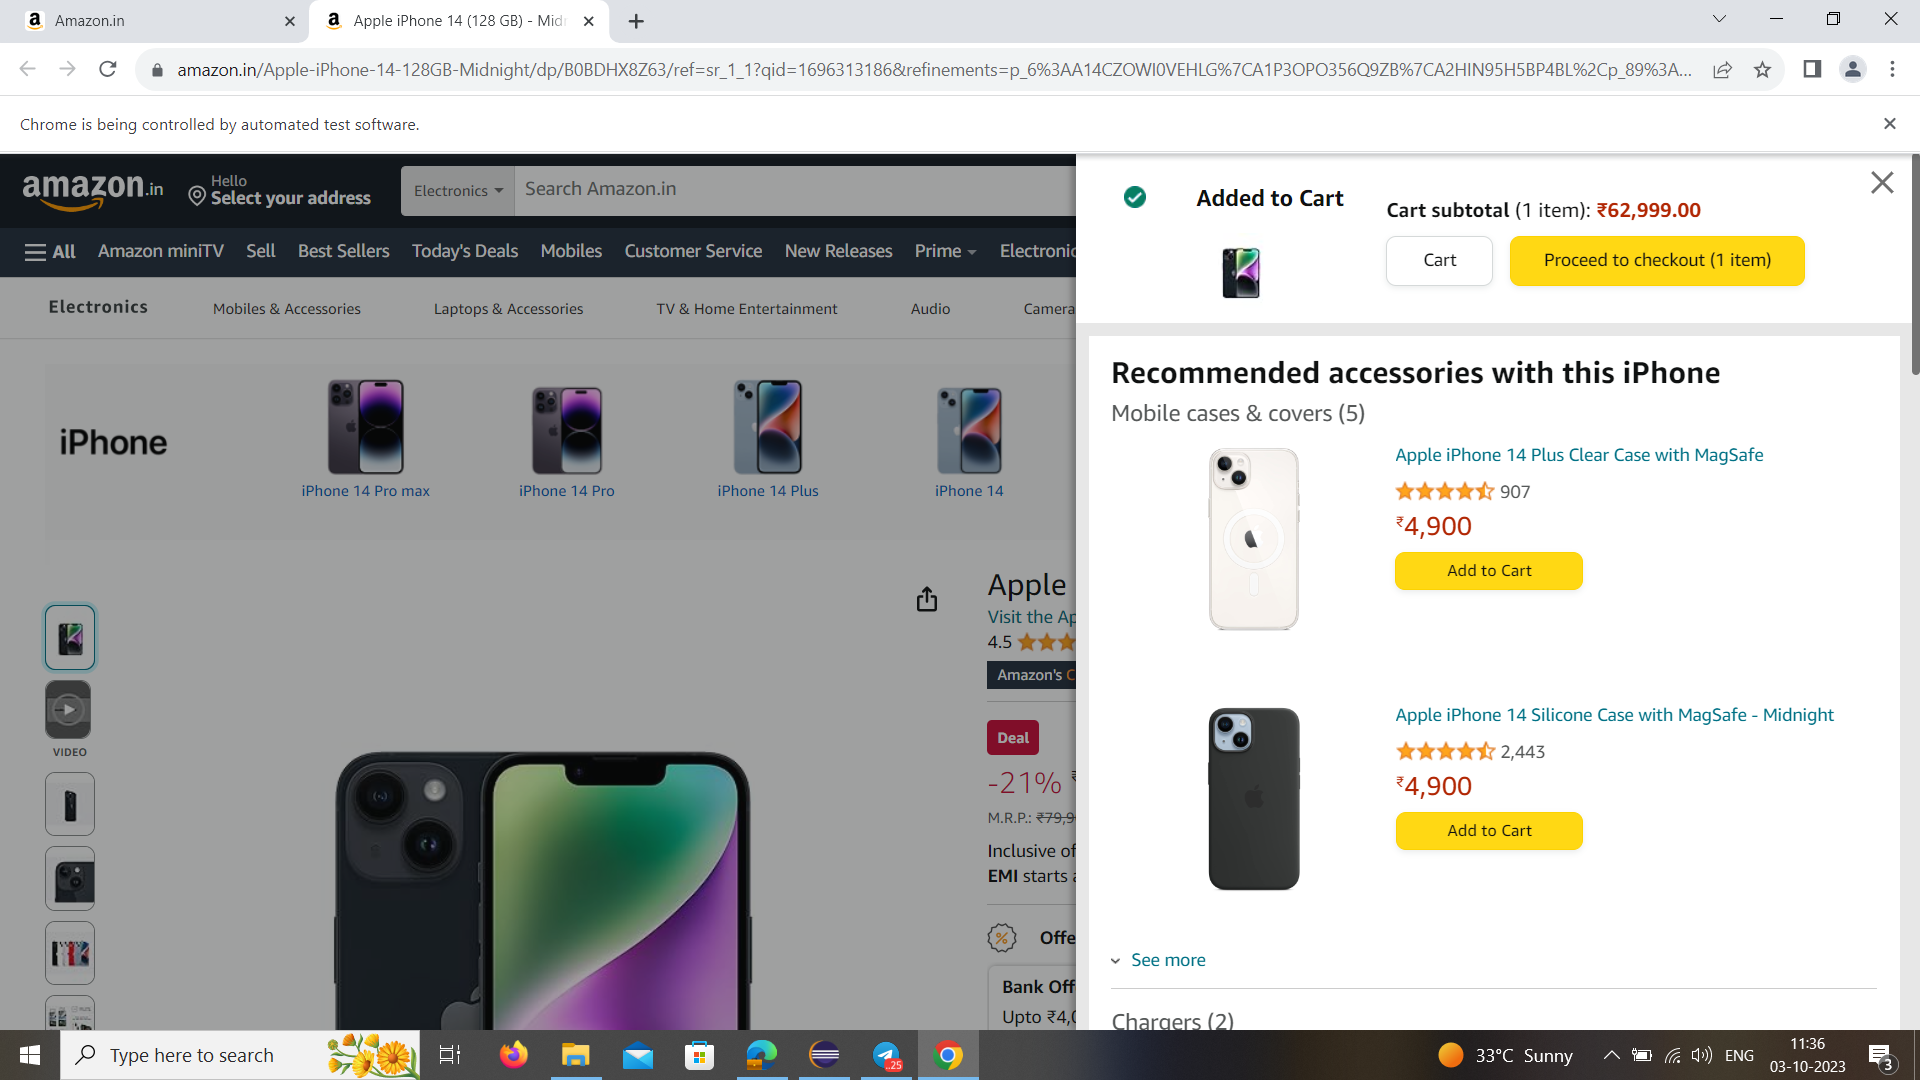 Amazon.in
Apple iPhone 14 (128 GB) - Midn
amazon.in/Apple-iPhone-14-128GB-Midnight/dp/B0BDHX8Z63/ref=sr_1_1?qid=1696313186&refinements=p_6%3AA14CZOWI0VEHLG%7CA1P3OPO356Q9ZB%7CA2HIN95H5BP4BL%2Cp_89%3A...
Chrome is being controlled by automated test software.
amazon.in
Hello
Select your address
Electronics
Search Amazon.in
All
Amazon miniTV
Sell
Best Sellers
Today's Deals
Mobiles
Customer Service
New Releases
Prime
Electronic
Electronics
Mobiles & Accessories
Laptops & Accessories
TV & Home Entertainment
Audio
Camera
iPhone
iPhone 14 Pro max
iPhone 14 Pro
iPhone 14 Plus
iPhone 14
VIDEO
Apple
Visit the Ap
4.5
Amazon's C
Deal
-21% ₹
M.R.P.: ₹79,9
Inclusive of
EMI starts a
Offe
Bank Off
Upto ₹4,0
Added to Cart
Cart subtotal (1 item): ₹62,999.00
Cart
Proceed to checkout (1 item)
Recommended accessories with this iPhone
Mobile cases & covers (5)
Apple iPhone 14 Plus Clear Case with MagSafe
907
₹4,900
Add to Cart
Apple iPhone 14 Silicone Case with MagSafe - Midnight
2,443
₹4,900
Add to Cart
See more
Chargers (2)
Type here to search
..25
33°C Sunny
ENG
11:36
03-10-2023
3